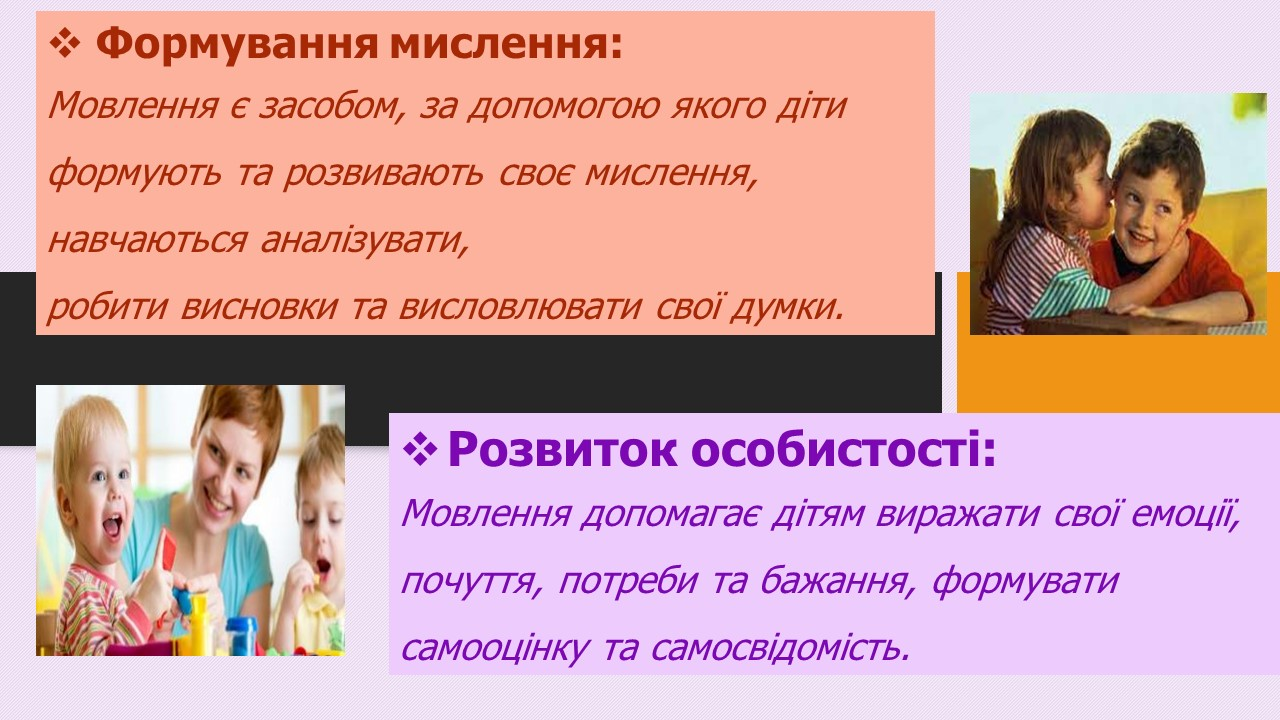 ❖ Формування мислення:
Мовлення є засобом, за допомогою якого діти
формують та розвивають своє мислення,
навчаються аналізувати,
робити висновки та висловлювати свої думки.
❖ Розвиток особистості:
Мовлення допомагає дітям виражати свої емоції,
почуття, потреби та бажання, формувати
самооцінку та самосвідомість.